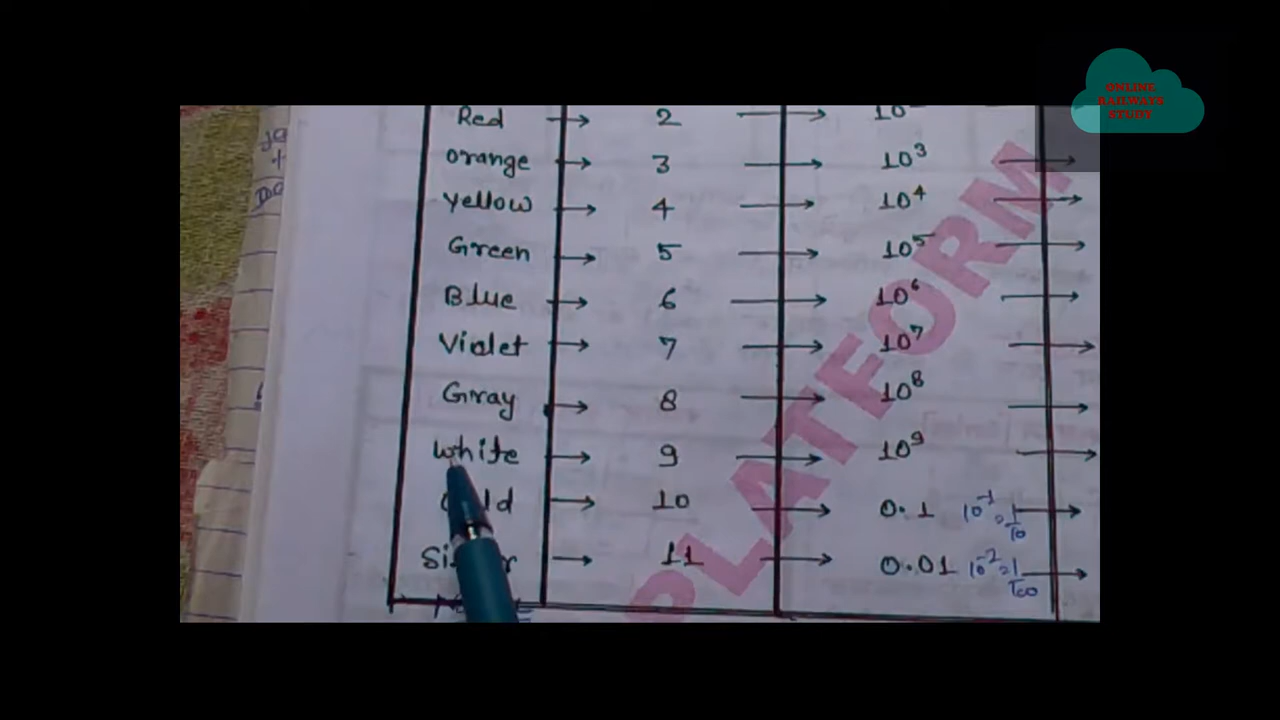 ONLINE
RAILWAYS
STUDY
Red → 2 → 10
Orange → 3 → 10³ →
Yellow → 4 → 10⁴ →
Green → 5 → 10⁵ →
Blue → 6 → 10⁶ →
Violet → 7 → 10⁷ →
Gray → 8 → 10⁸ →
White → 9 → 10⁹ →
→ 10 → 0.1 10⁻¹ = 1/10 →
→ 11 → 0.01 10⁻² = 1/100 →
PLATEFORM